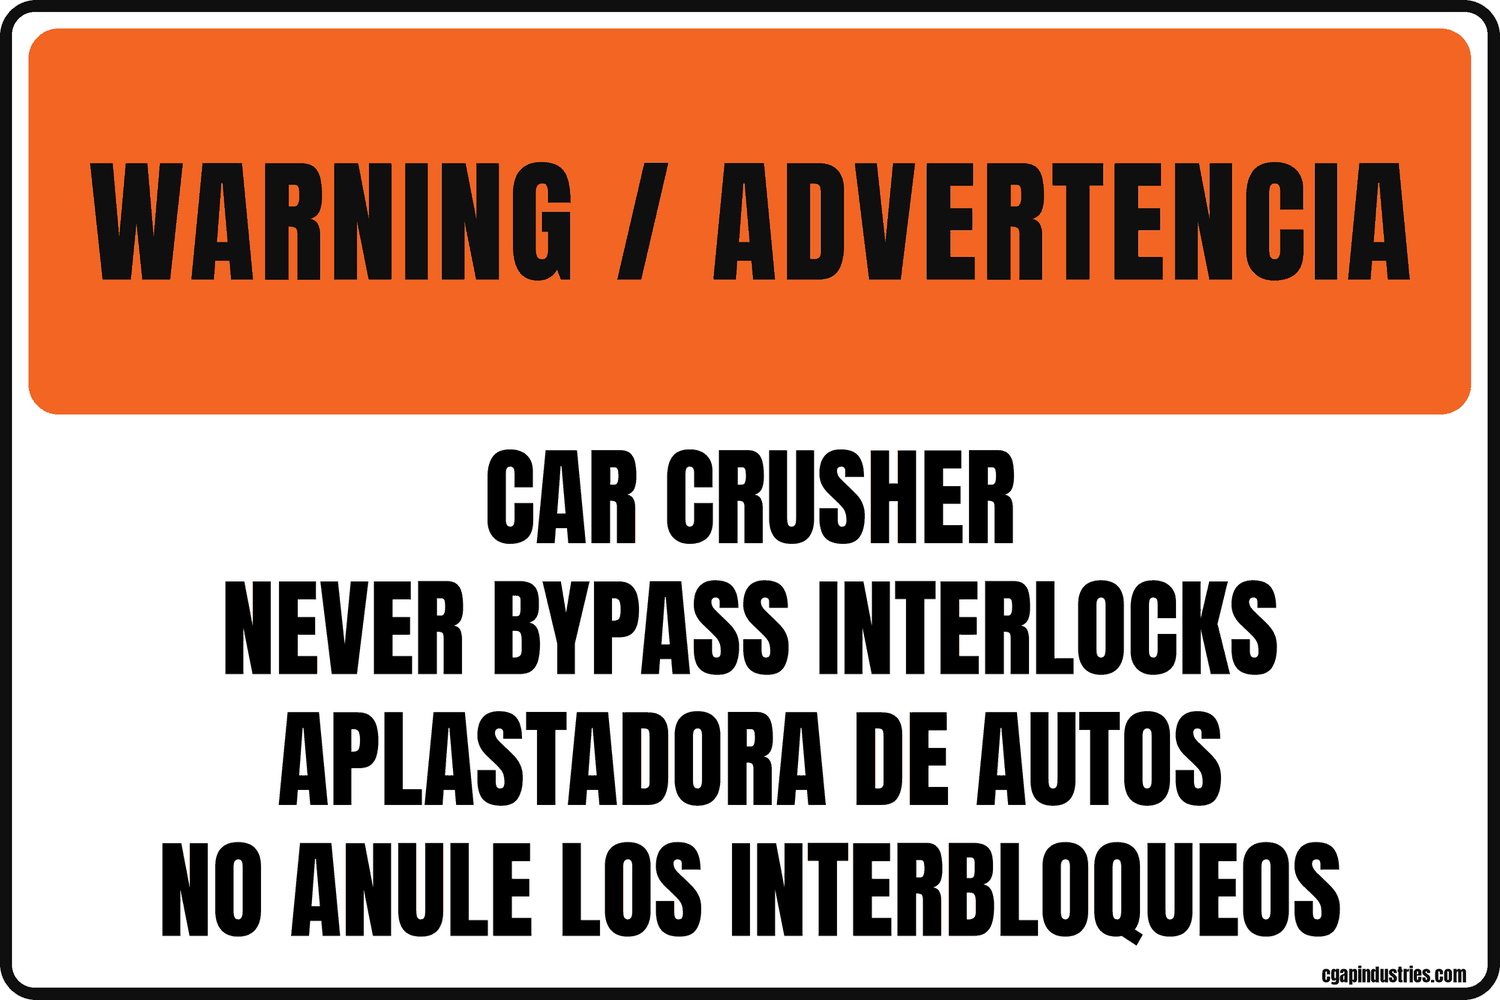 WARNING / ADVERTENCIA
CAR CRUSHER
NEVER BYPASS INTERLOCKS
APLASTADORA DE AUTOS
NO ANULE LOS INTERBLOQUEOS
cgapindustries.com